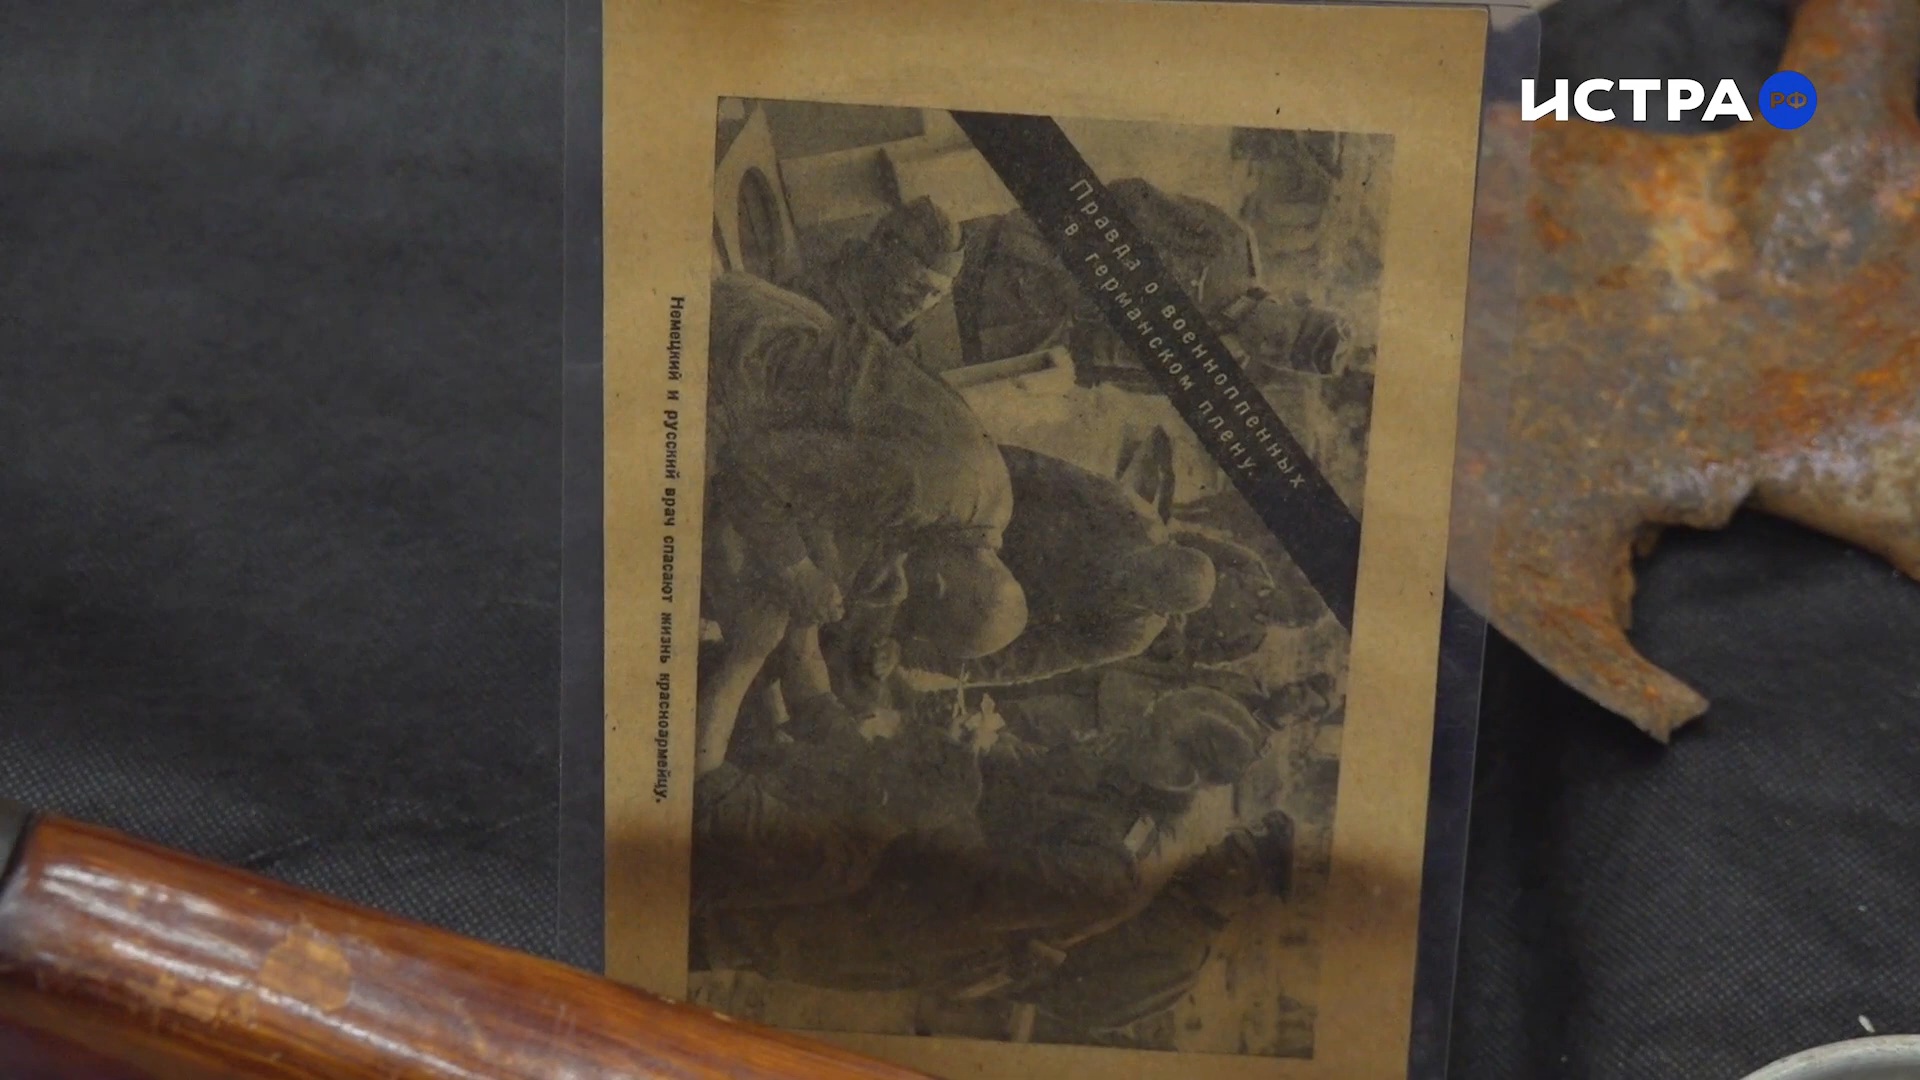 ИСТРА РФ
Правда о военнопленных
в германском плену.
Немецкий и русский врач спасают жизнь красноармейцу.